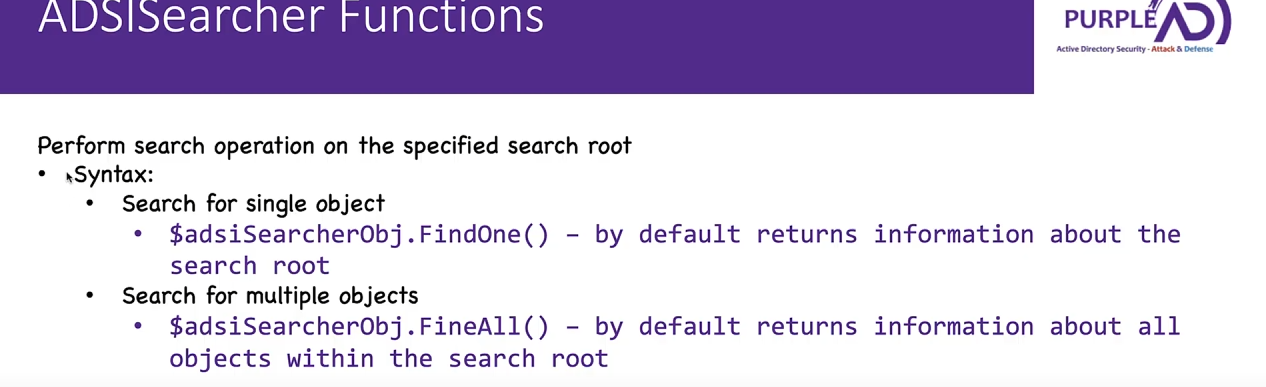 ADSISearcher Functions
PURPLE AD
Active Directory Security - Attack & Defense
Perform search operation on the specified search root
• Syntax:
• Search for single object
• $adsiSearcherObj.FindOne() – by default returns information about the
search root
• Search for multiple objects
• $adsiSearcherObj.FineAll() – by default returns information about all
objects within the search root